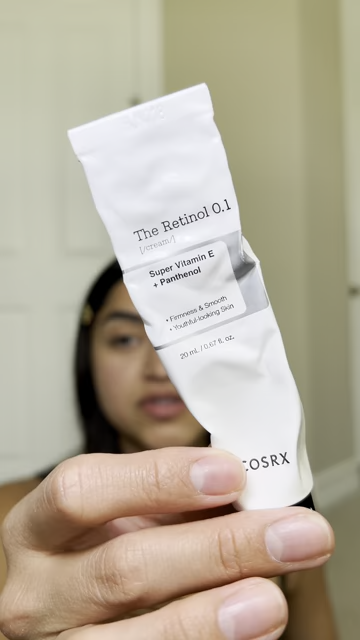 The Retinol 0.1
[/cream/]
Super Vitamin E
+ Panthenol
• Firmness & Smooth
• Youthful-looking Skin
20 mL / 0.67 fl. oz.
COSRX